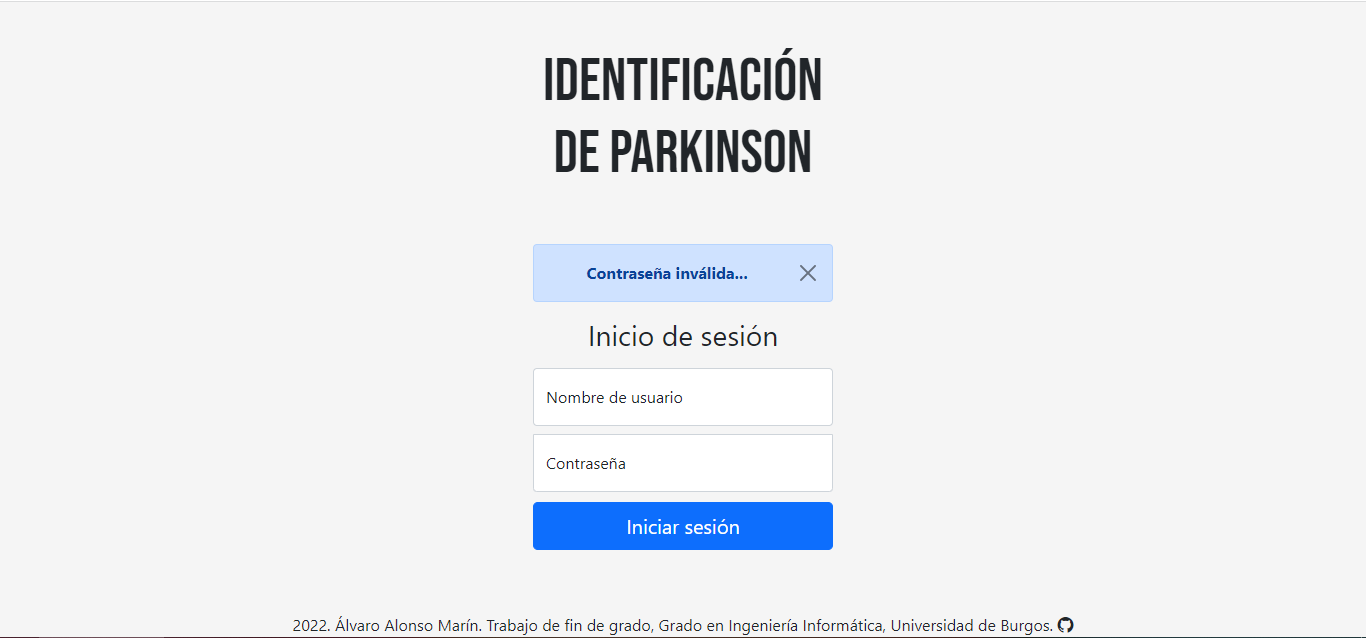 IDENTIFICACIÓN
DE PARKINSON
Contraseña inválida...
Inicio de sesión
Nombre de usuario
Contraseña
Iniciar sesión
2022. Álvaro Alonso Marín. Trabajo de fin de grado, Grado en Ingeniería Informática, Universidad de Burgos.